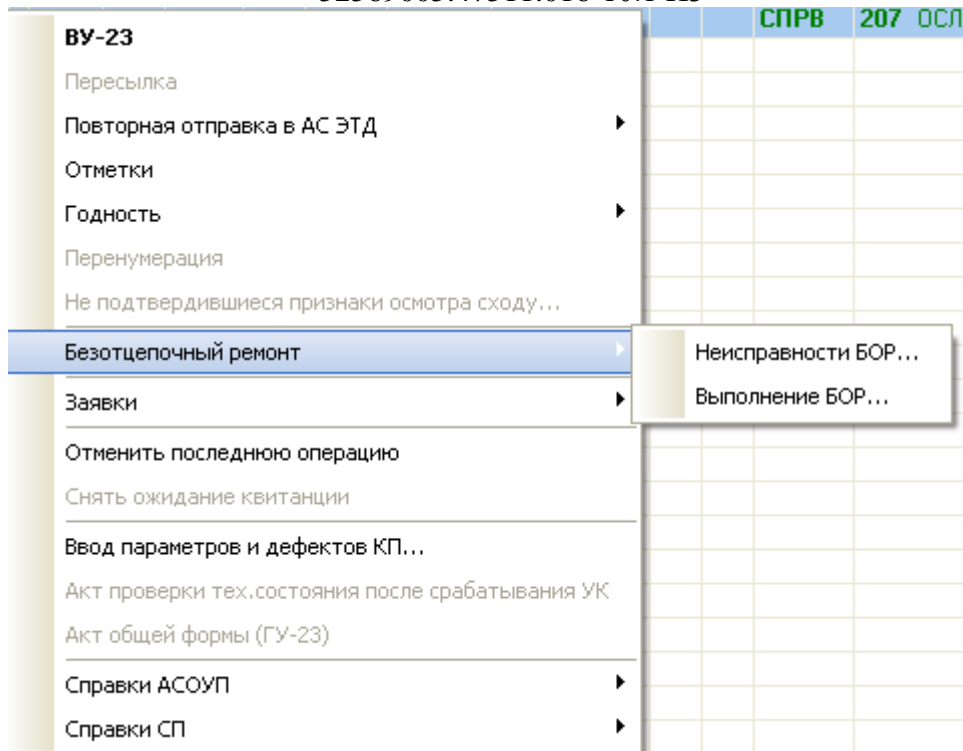 СПРВ 207 ОСЛ
ВУ-23
Пересылка
Повторная отправка в АС ЭТД
Отметки
Годность
Перенумерация
Не подтвердившиеся признаки осмотра сходу...
Безотцепочный ремонт
Неисправности БОР...
Выполнение БОР...
Заявки
Отменить последнюю операцию
Снять ожидание квитанции
Ввод параметров и дефектов КП...
Акт проверки тех.состояния после срабатывания УК
Акт общей формы (ГУ-23)
Справки АСОУП
Справки СП